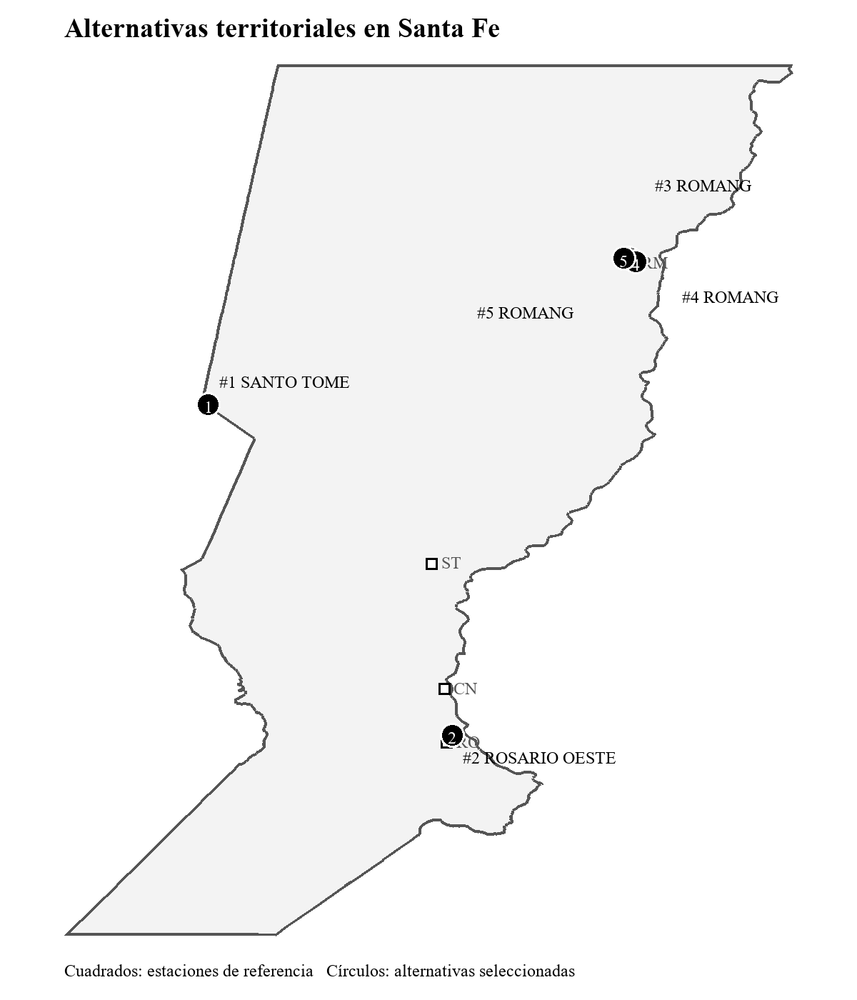 Alternativas territoriales en Santa Fe
#3 ROMANG
5
4
RM
#4 ROMANG
#5 ROMANG
#1 SANTO TOME
1
ST
CN
2
RO
#2 ROSARIO OESTE
Cuadrados: estaciones de referencia Círculos: alternativas seleccionadas